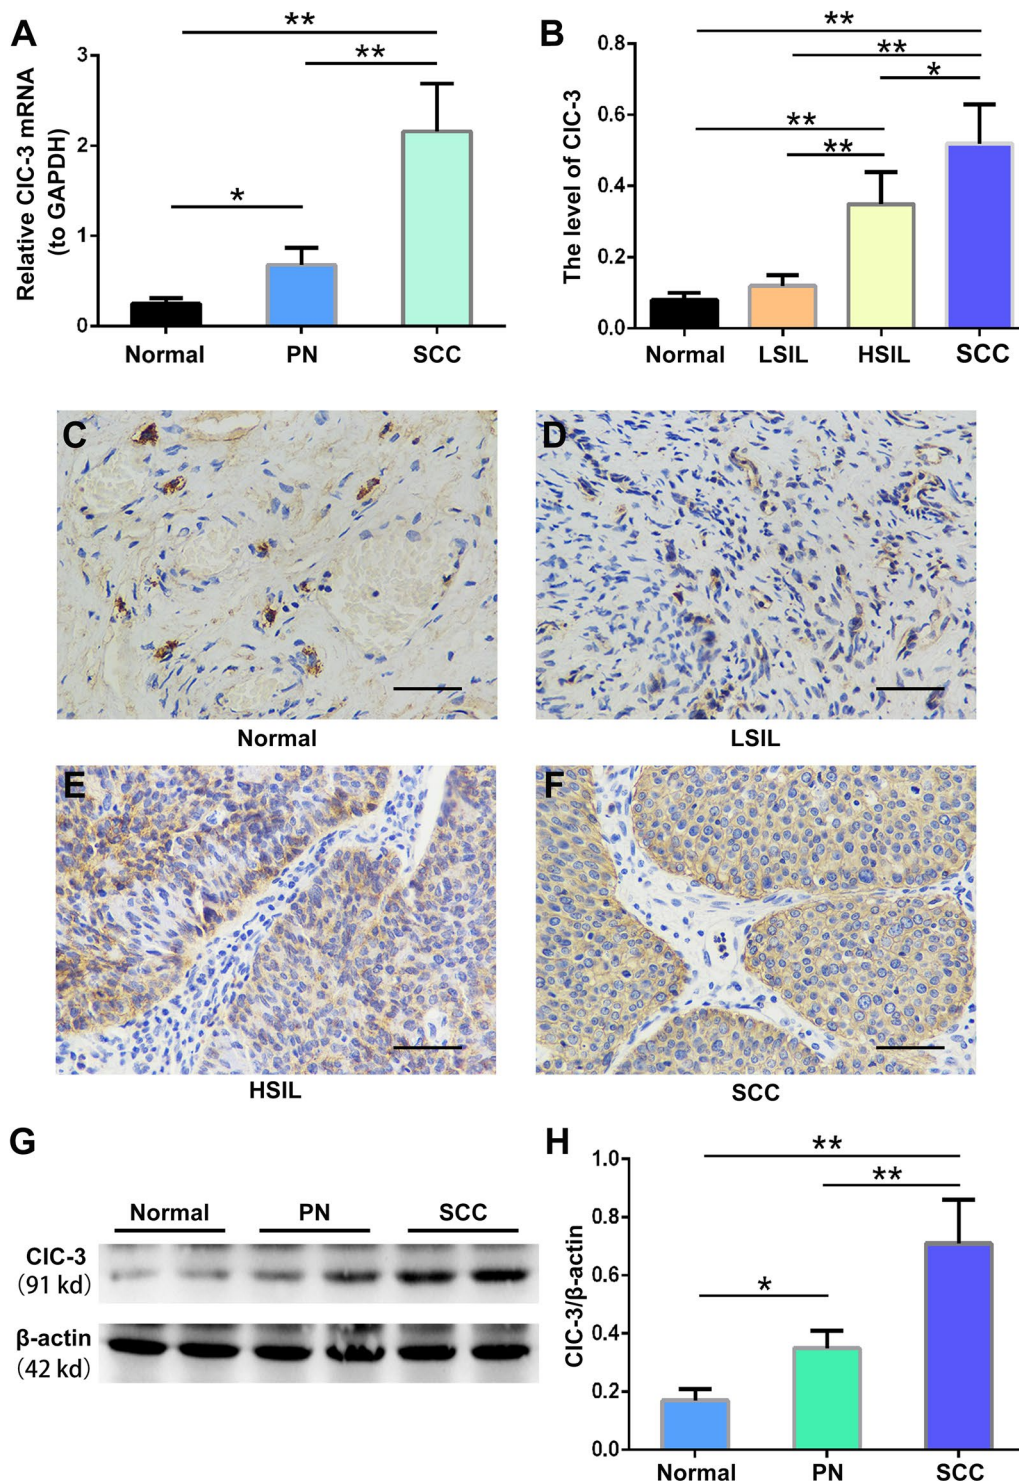 A
Relative ClC-3 mRNA
(to GAPDH)
3
2
1
0
**
**
*
Normal PN SCC
B
The level of ClC-3
0.8
0.6
0.4
0.2
0.0
**
**
*
**
**
Normal LSIL HSIL SCC
C
Normal
D
LSIL
E
HSIL
F
SCC
G
Normal PN SCC
ClC-3
(91 kd)
β-actin
(42 kd)
H
ClC-3/β-actin
1.0
0.8
0.6
0.4
0.2
0.0
**
**
*
Normal PN SCC